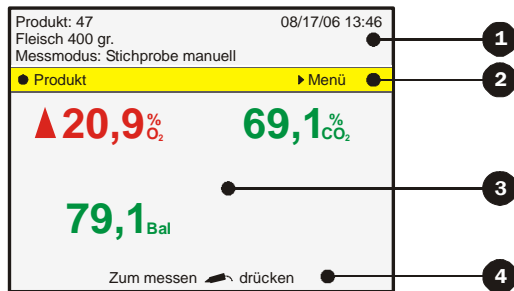 Produkt: 47 08/17/06 13:46
Fleisch 400 gr.
Messmodus: Stichprobe manuell
1
Produkt Menü
2
20,9 % O₂ 69,1 % CO₂
3
79,1 Bal
Zum messen drücken
4